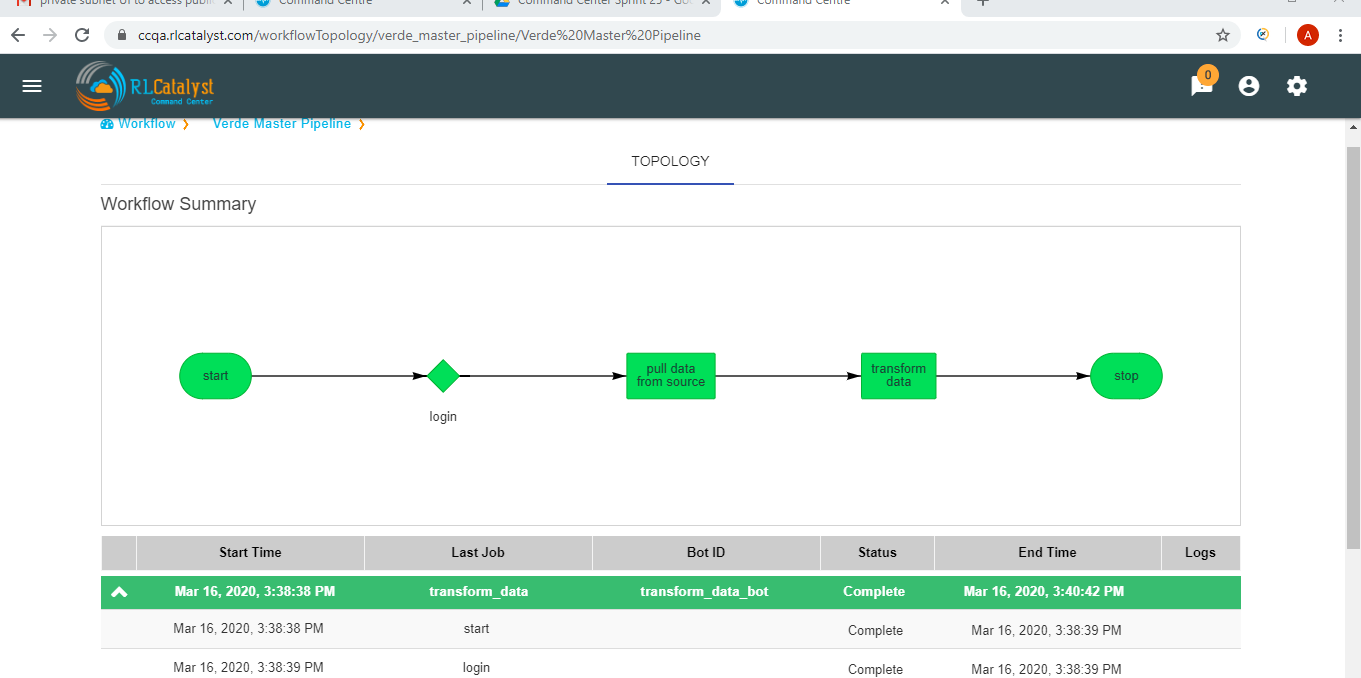 private subnet UI to access publi
Command Centre
Command Center Sprint 25 - Goo
Command Centre
ccqa.rlcatalyst.com/workflowTopology/verde_master_pipeline/Verde%20Master%20Pipeline
A
RLCatalyst
Command Center
0
Workflow
Verde Master Pipeline
TOPOLOGY
Workflow Summary
start
login
pull data
from source
transform
data
stop
Start Time Last Job Bot ID Status End Time Logs
Mar 16, 2020, 3:38:38 PM transform_data transform_data_bot Complete Mar 16, 2020, 3:40:42 PM
Mar 16, 2020, 3:38:38 PM start Complete Mar 16, 2020, 3:38:39 PM
Mar 16, 2020, 3:38:39 PM login Complete Mar 16, 2020, 3:38:39 PM